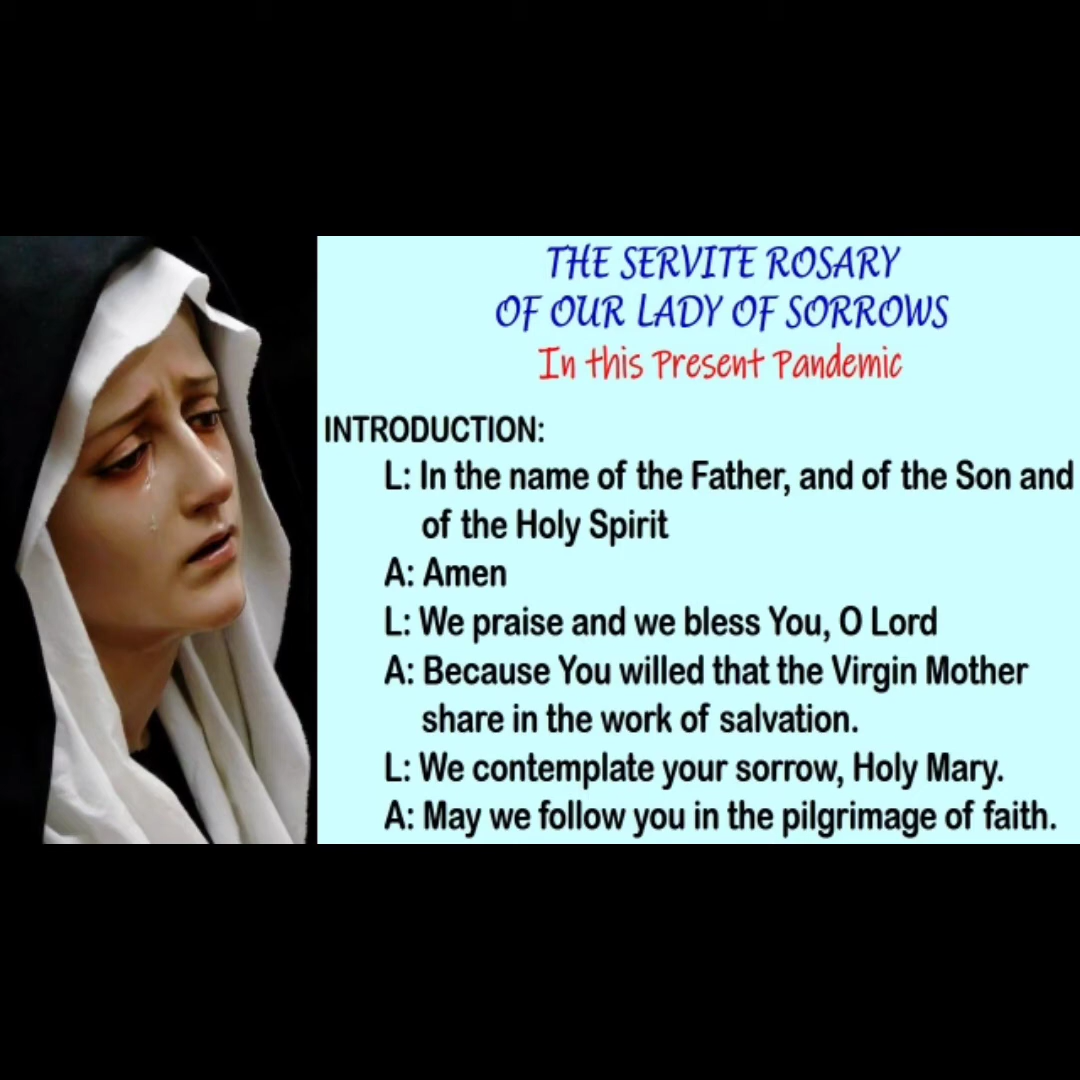 THE SERVITE ROSARY
OF OUR LADY OF SORROWS
In this Present Pandemic
INTRODUCTION:
L: In the name of the Father, and of the Son and
of the Holy Spirit
A: Amen
L: We praise and we bless You, O Lord
A: Because You willed that the Virgin Mother
share in the work of salvation.
L: We contemplate your sorrow, Holy Mary.
A: May we follow you in the pilgrimage of faith.